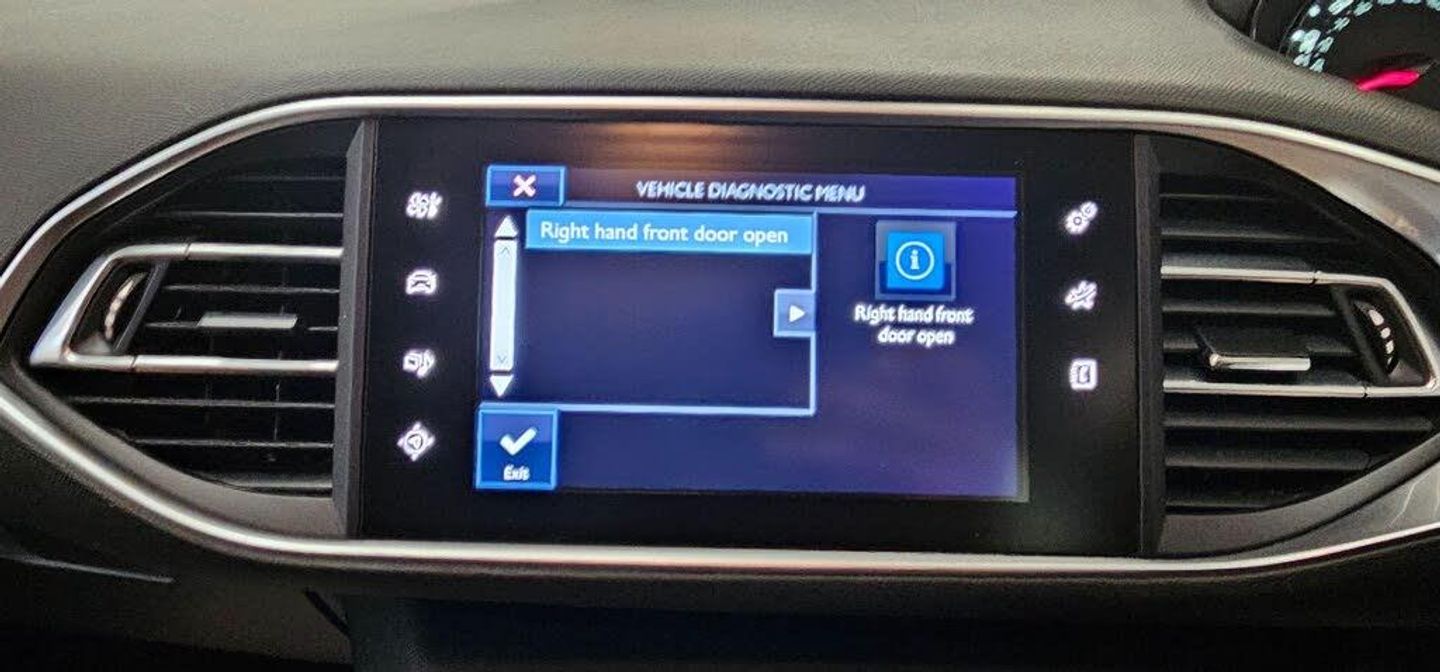 VEHICLE DIAGNOSTIC MENU
Right hand front door open
Right hand front
door open
Exit